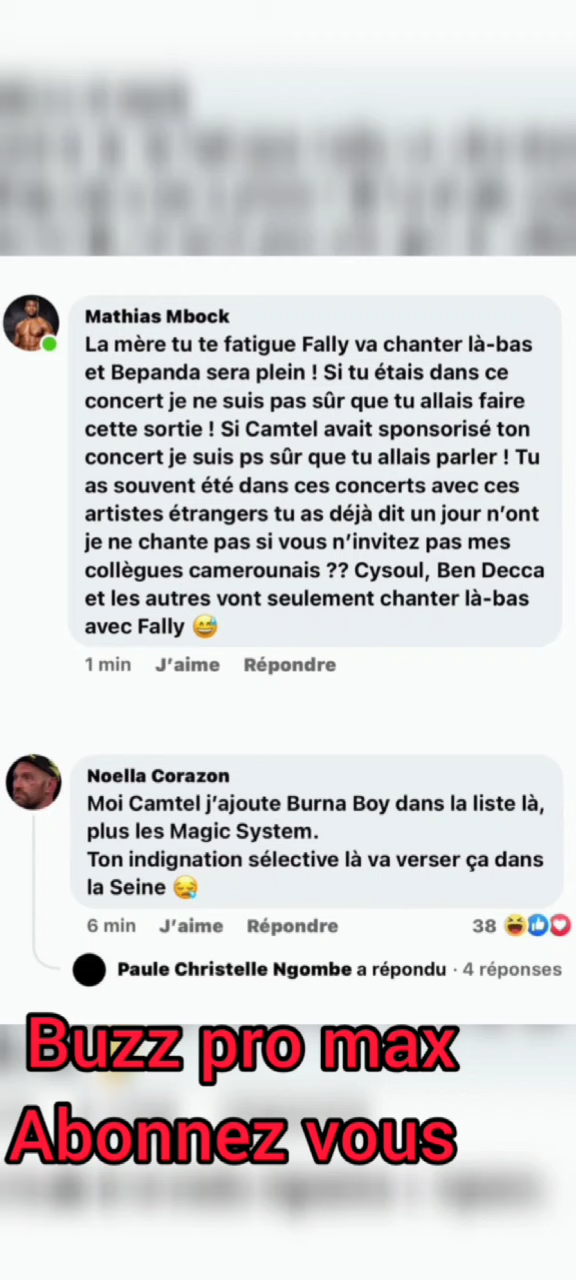 Mathias Mbock
La mère tu te fatigue Fally va chanter là-bas
et Bepanda sera plein ! Si tu étais dans ce
concert je ne suis pas sûr que tu allais faire
cette sortie ! Si Camtel avait sponsorisé ton
concert je suis ps sûr que tu allais parler ! Tu
as souvent été dans ces concerts avec ces
artistes étrangers tu as déjà dit un jour n’ont
je ne chante pas si vous n’invitez pas mes
collègues camerounais ?? Cysoul, Ben Decca
et les autres vont seulement chanter là-bas
avec Fally 😅
1 min J’aime Répondre
Noella Corazon
Moi Camtel j’ajoute Burna Boy dans la liste là,
plus les Magic System.
Ton indignation sélective là va verser ça dans
la Seine 😪
6 min J’aime Répondre 38 😆👍❤️
Paule Christelle Ngombe a répondu · 4 réponses
Buzz pro max
Abonnez vous